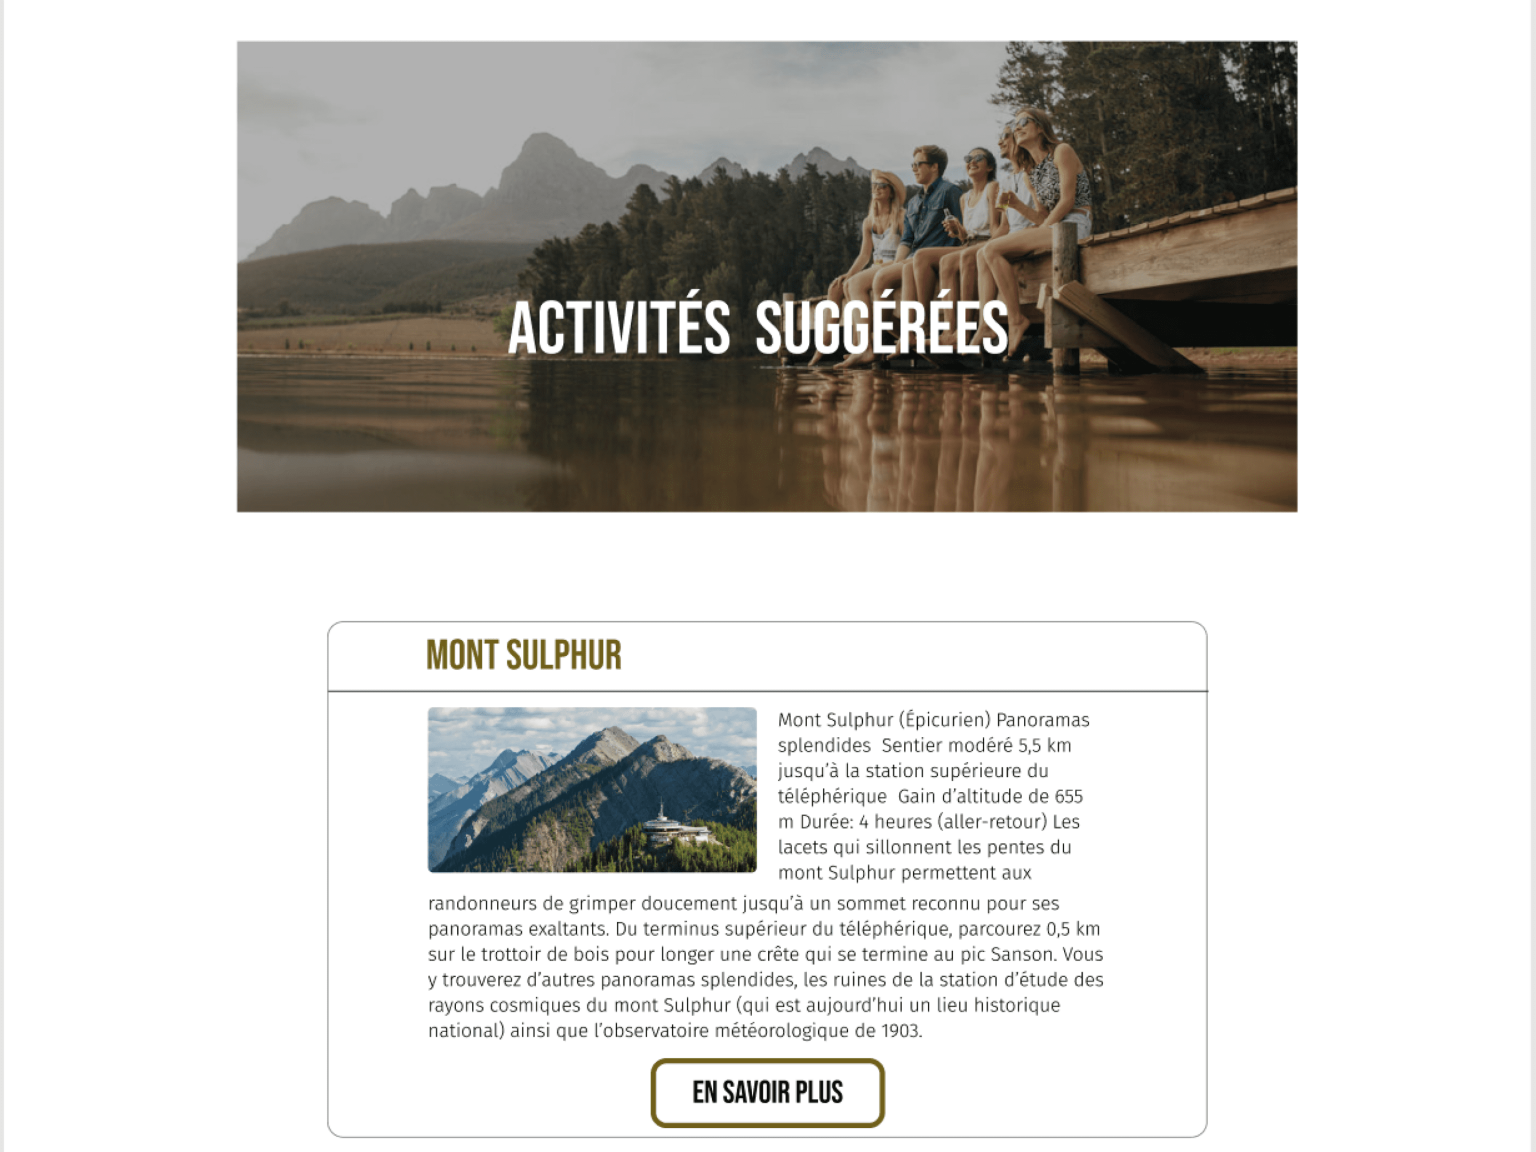 ACTIVITÉS SUGGÉRÉES
MONT SULPHUR
Mont Sulphur (Épicurien) Panoramas
splendides Sentier modéré 5,5 km
jusqu’à la station supérieure du
téléphérique Gain d’altitude de 655
m Durée: 4 heures (aller-retour) Les
lacets qui sillonnent les pentes du
mont Sulphur permettent aux
randonneurs de grimper doucement jusqu’à un sommet reconnu pour ses
panoramas exaltants. Du terminus supérieur du téléphérique, parcourez 0,5 km
sur le trottoir de bois pour longer une crête qui se termine au pic Sanson. Vous
y trouverez d’autres panoramas splendides, les ruines de la station d’étude des
rayons cosmiques du mont Sulphur (qui est aujourd’hui un lieu historique
national) ainsi que l’observatoire météorologique de 1903.
EN SAVOIR PLUS